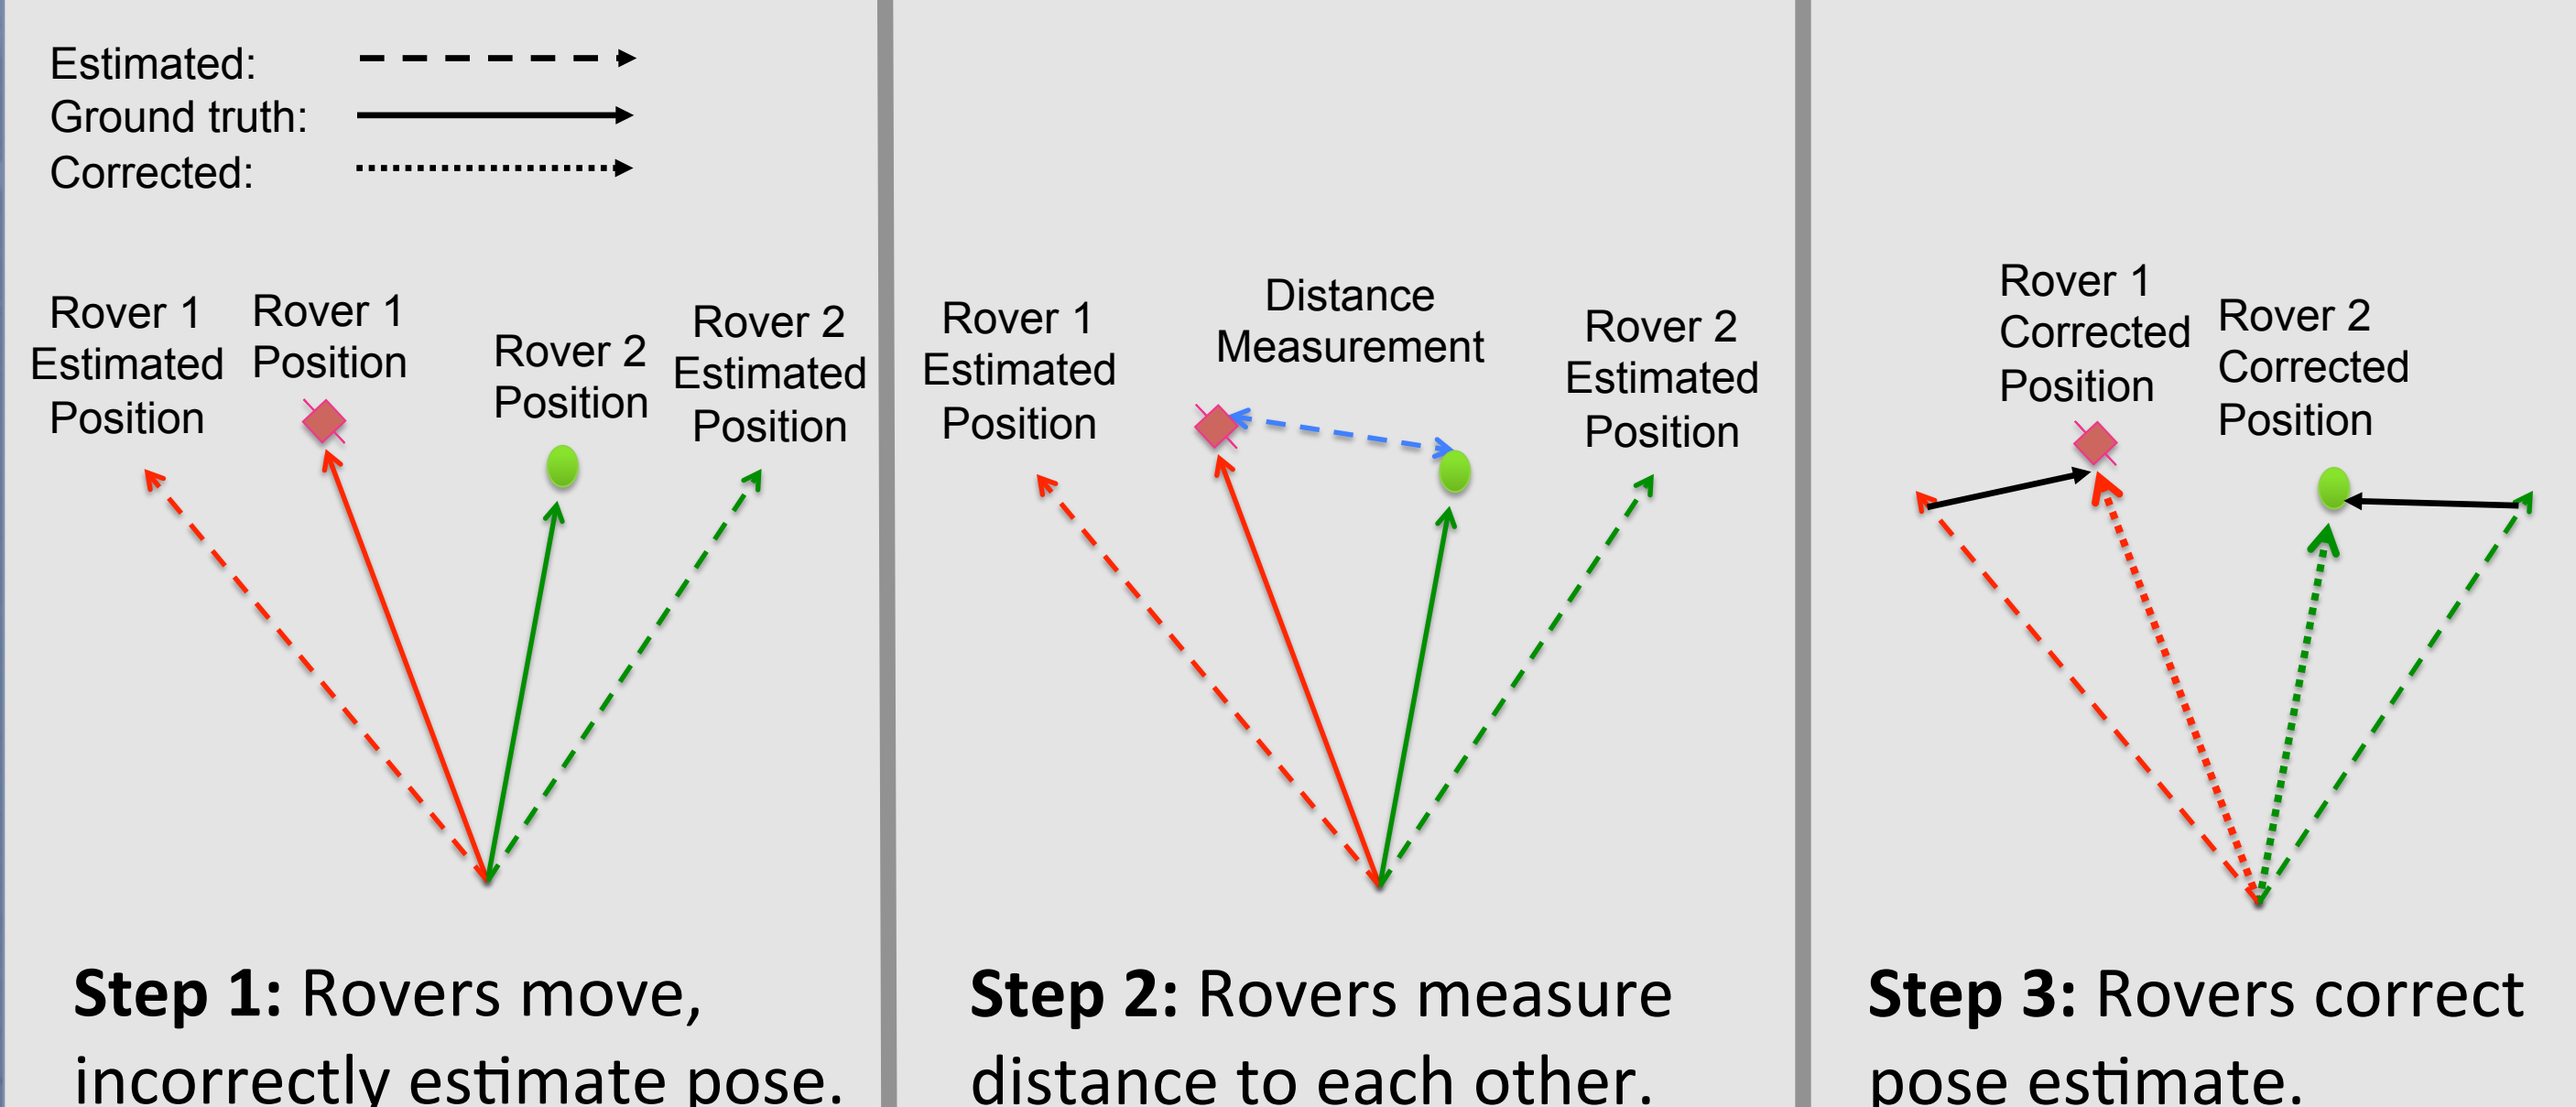 Estimated:
Ground truth:
Corrected:
Rover 1
Estimated
Position
Rover 1
Position
Rover 2
Position
Rover 2
Estimated
Position
Step 1: Rovers move,
incorrectly estimate pose.
Rover 1
Estimated
Position
Distance
Measurement
Rover 2
Estimated
Position
Step 2: Rovers measure
distance to each other.
Rover 1
Corrected
Position
Rover 2
Corrected
Position
Step 3: Rovers correct
pose estimate.